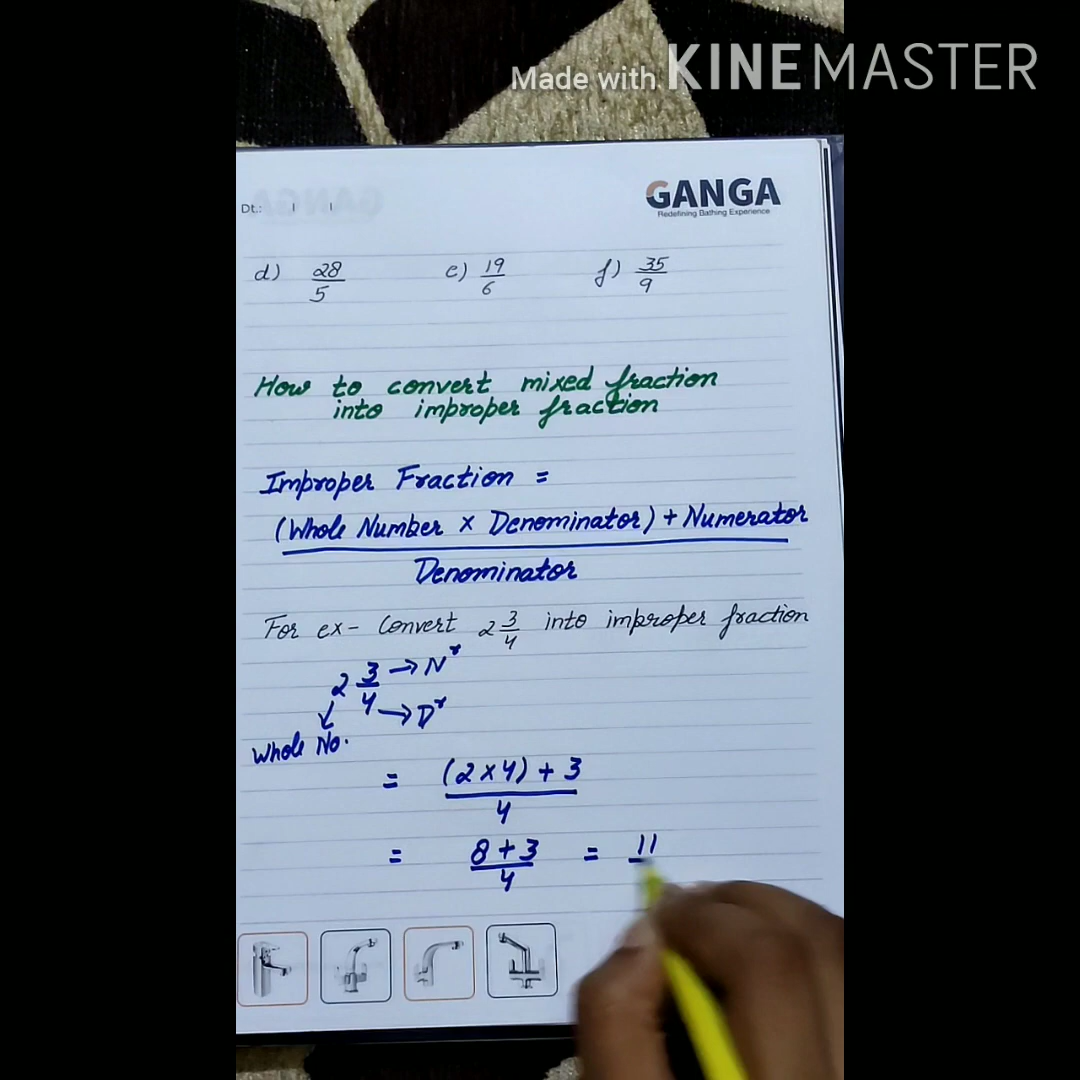 Made with KINEMASTER
GANGA
Redefining Bathing Experience
Dt.:
d) 28/5 e) 19/6 f) 35/9
How to convert mixed fraction
into improper fraction
Improper Fraction =
(Whole Number × Denominator) + Numerator
Denominator
For ex- Convert 2 3/4 into improper fraction
2 3/4 → Nʳ
→ Dʳ
Whole No.
= (2 × 4) + 3
4
= 8 + 3 = 11
4